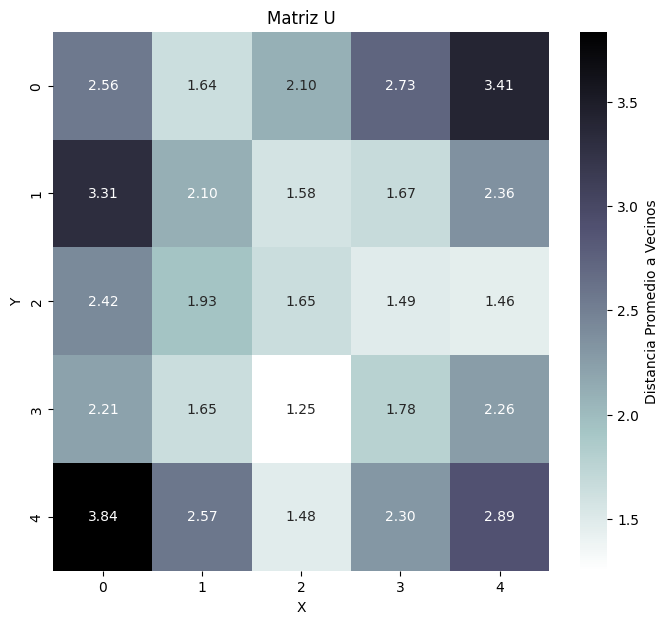 Matriz U
0 2.56 1.64 2.10 2.73 3.41
1 3.31 2.10 1.58 1.67 2.36
2 2.42 1.93 1.65 1.49 1.46
3 2.21 1.65 1.25 1.78 2.26
4 3.84 2.57 1.48 2.30 2.89
0 1 2 3 4
X
Y
3.5
3.0
2.5
2.0
1.5
Distancia Promedio a Vecinos